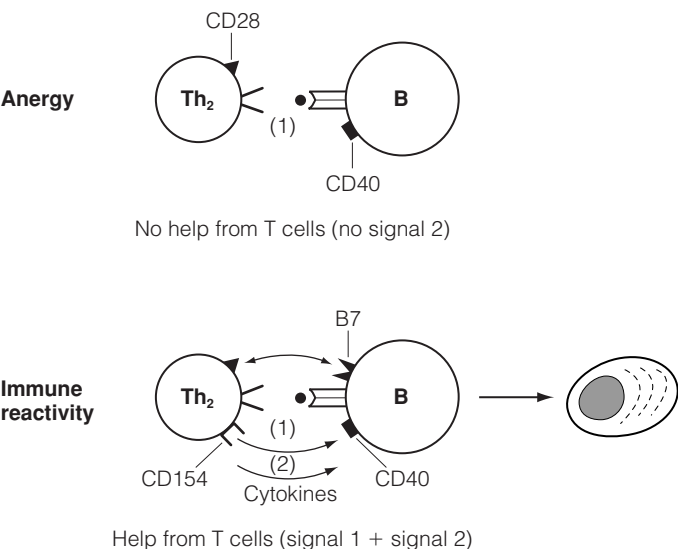 CD28
Anergy
Th₂
B
(1)
CD40
No help from T cells (no signal 2)
B7
Immune
reactivity
Th₂
B
(1)
(2)
CD154
CD40
Cytokines
Help from T cells (signal 1 + signal 2)